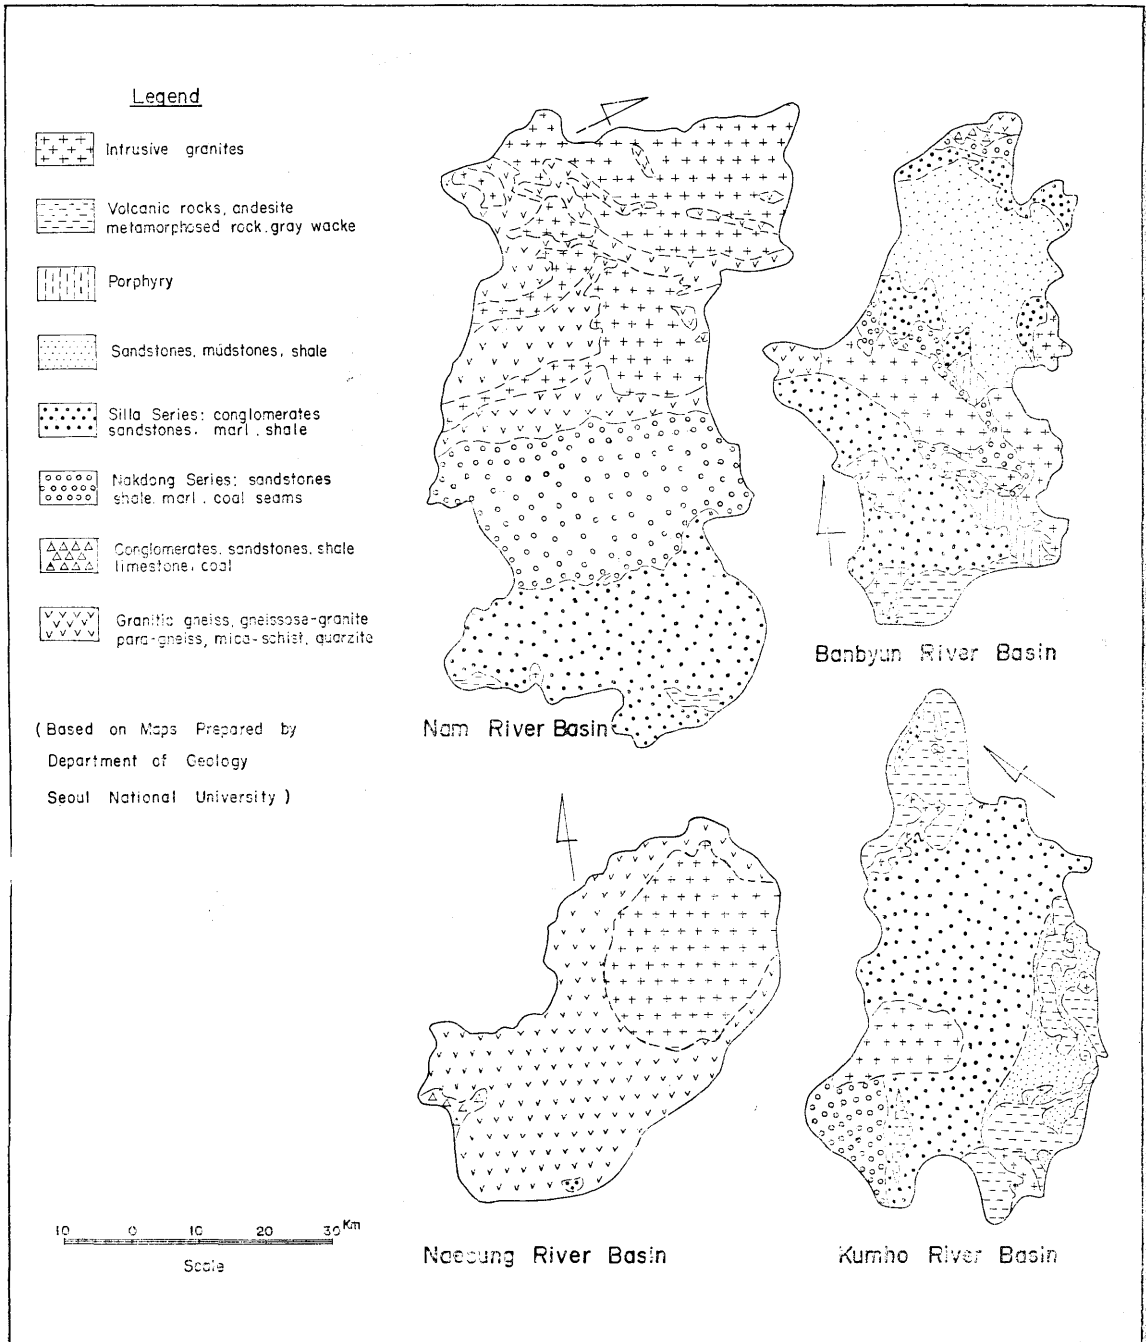 Legend
Intrusive granites
Volcanic rocks, andesite
metamorphosed rock, gray wacke
Porphyry
Sandstones, mudstones, shale
Silla Series: conglomerates
sandstones, marl, shale
Nakdong Series: sandstones
shale, marl, coal seams
Conglomerates, sandstones, shale
limestone, coal
Granitic gneiss, gneissose-granite
para-gneiss, mica-schist, quarzite
(Based on Maps Prepared by
Department of Geology
Seoul National University)
Nam River Basin
Banbyun River Basin
Naesung River Basin
Kumho River Basin
10 0 10 20 30 Km
Scale